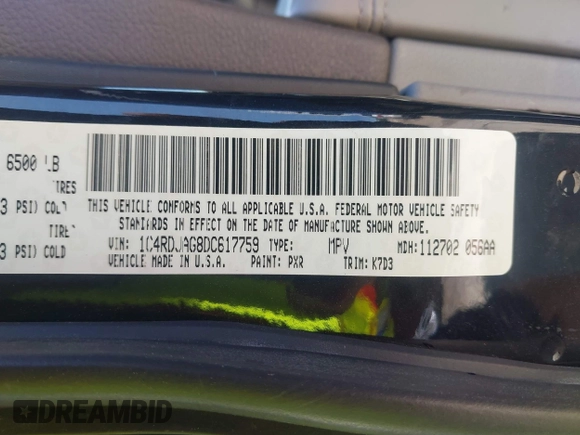 6500 LB
TIRES
3 PSI) COLD
TIRES
3 PSI) COLD
THIS VEHICLE CONFORMS TO ALL APPLICABLE U.S.A. FEDERAL MOTOR VEHICLE SAFETY
STANDARDS IN EFFECT ON THE DATE OF MANUFACTURE SHOWN ABOVE.
VIN: 1C4RDJAG8DC617759 TYPE: MPV MDH:112702 056AA
VEHICLE MADE IN U.S.A. PAINT: PXR TRIM: K7D3
DREAMBID